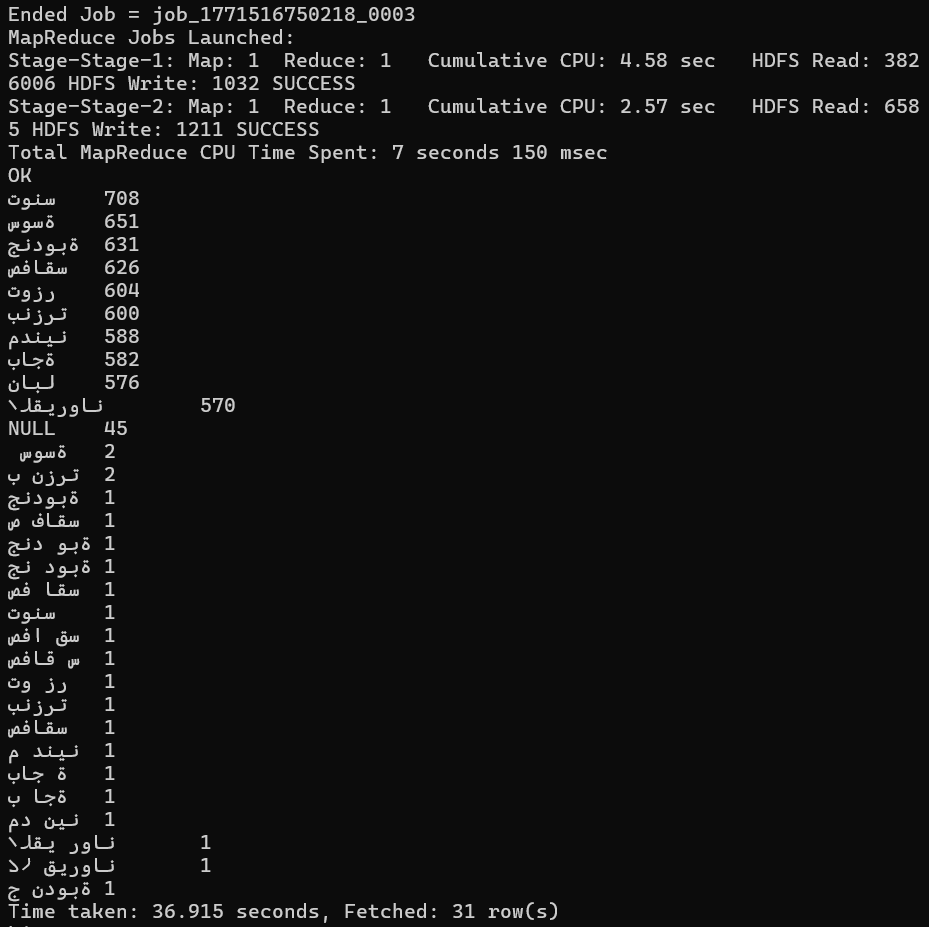 Ended Job = job_1771516750218_0003
MapReduce Jobs Launched:
Stage-Stage-1: Map: 1  Reduce: 1   Cumulative CPU: 4.58 sec   HDFS Read: 382
6006 HDFS Write: 1032 SUCCESS
Stage-Stage-2: Map: 1  Reduce: 1   Cumulative CPU: 2.57 sec   HDFS Read: 658
5 HDFS Write: 1211 SUCCESS
Total MapReduce CPU Time Spent: 7 seconds 150 msec
OK
سنوت	708
ةسوس	651
ةبودنج	631
سقافص	626
رزوت	604
ترزنب	600
نيندم	588
ةجاب	582
لبان	576
ناوريقلا	570
NULL	45
 ةسوس	2
ترزن ب	2
ةبودنج	1
سقاف ص	1
ةبو دنج	1
ةبود نج	1
سقا فص	1
سنوت	1
سق افص	1
س قافص	1
رز وت	1
ترزنب	1
سقافص	1
نيند م	1
ة جاب	1
ةجا ب	1
نين دم	1
ناور يقلا	1
ناوريق لا	1
ةبودن ج	1
Time taken: 36.915 seconds, Fetched: 31 row(s)